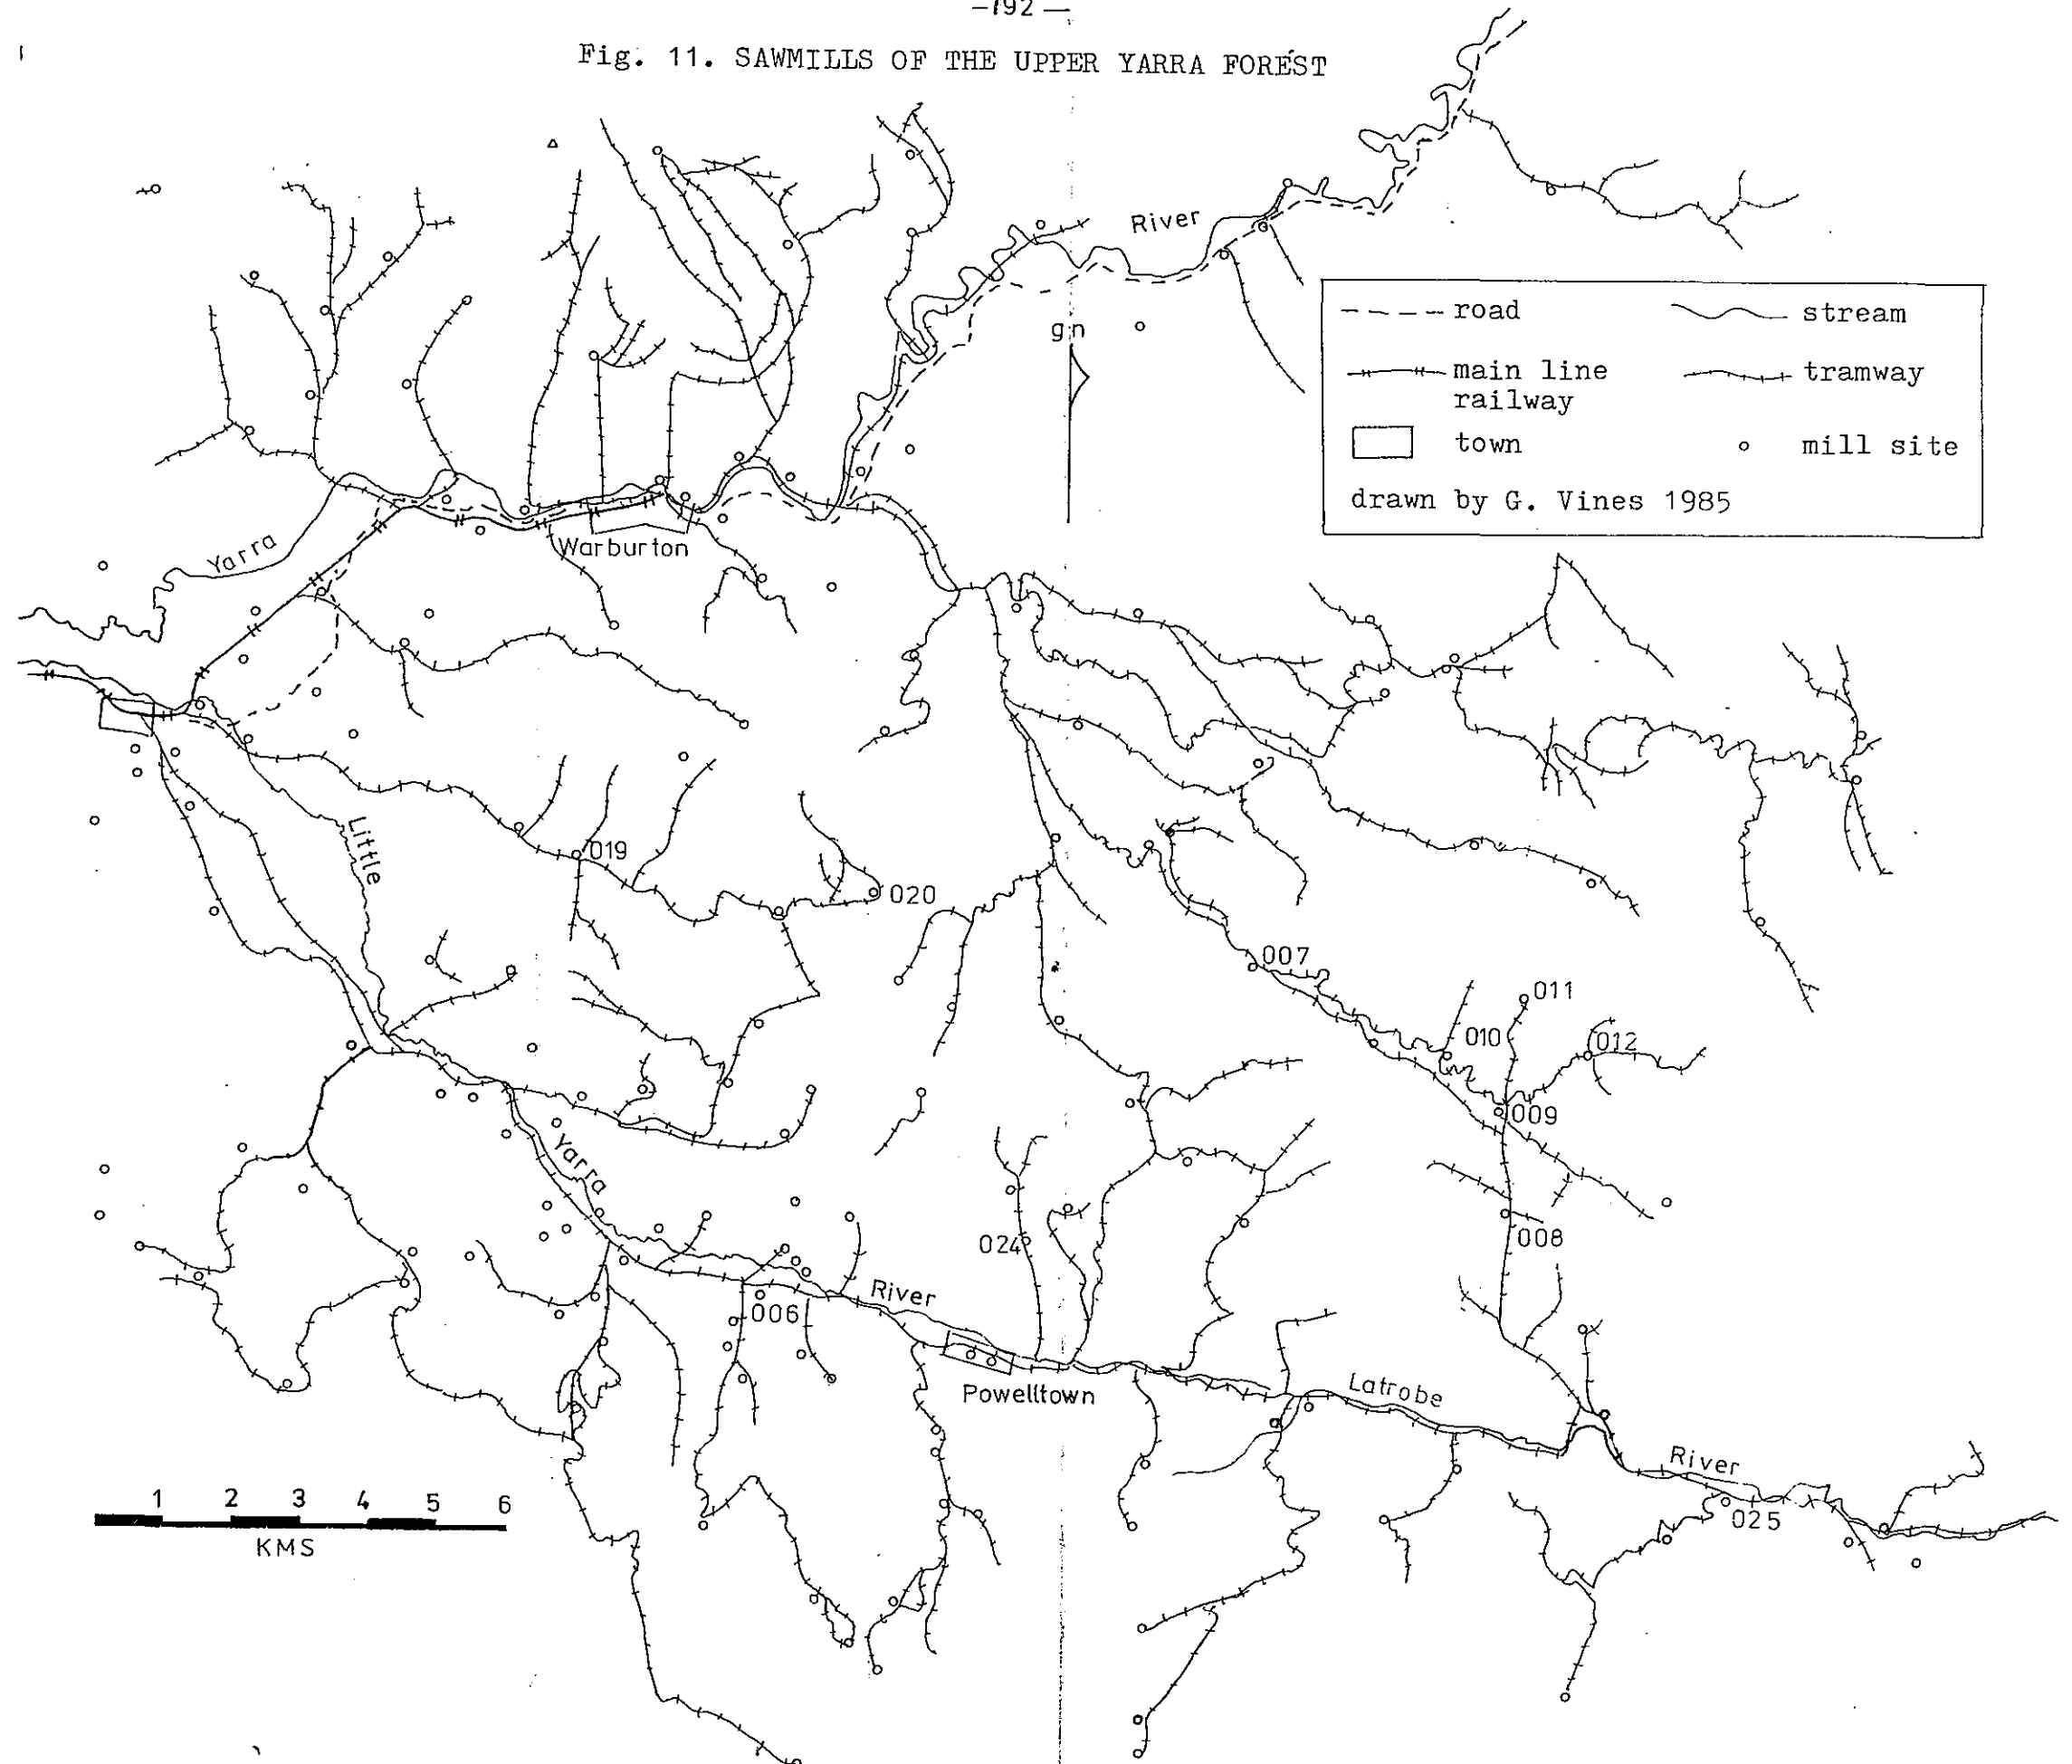 –192 —
Fig. 11. SAWMILLS OF THE UPPER YARRA FOREST
River
gn
road
stream
main line railway
tramway
town
mill site
drawn by G. Vines 1985
Yarra
Warburton
Little
019
020
007
011
010
012
009
Yarra
024
008
006
River
Powelltown
Latrobe
River
025
1 2 3 4 5 6
KMS